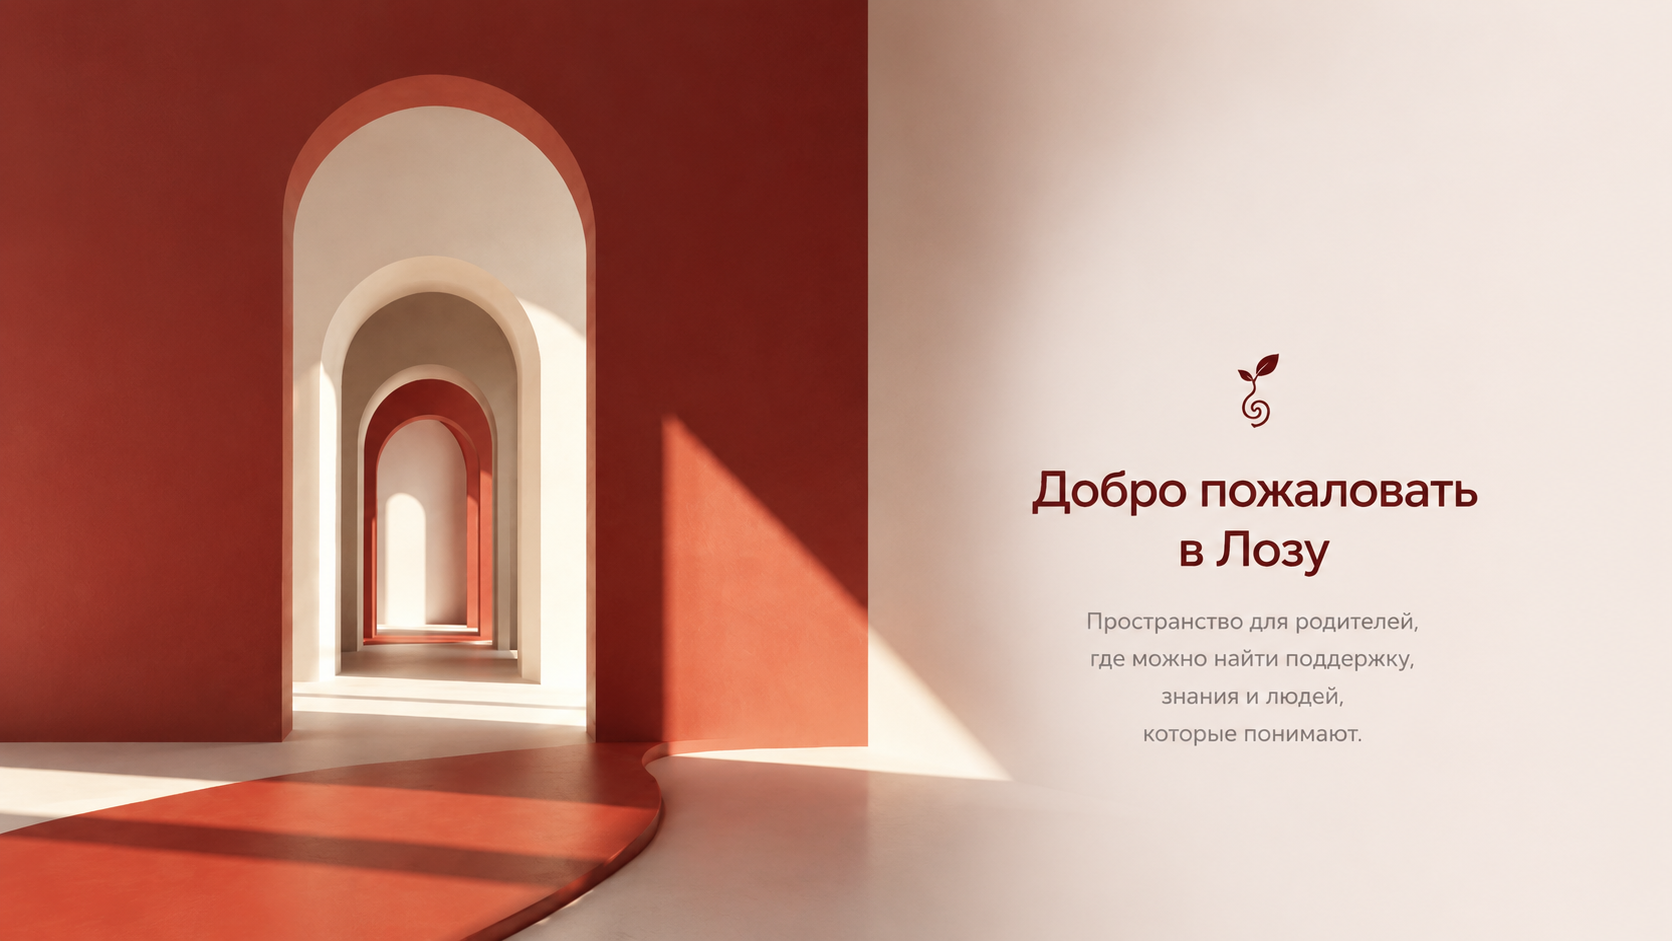 Добро пожаловать
в Лозу
Пространство для родителей,
где можно найти поддержку,
знания и людей,
которые понимают.